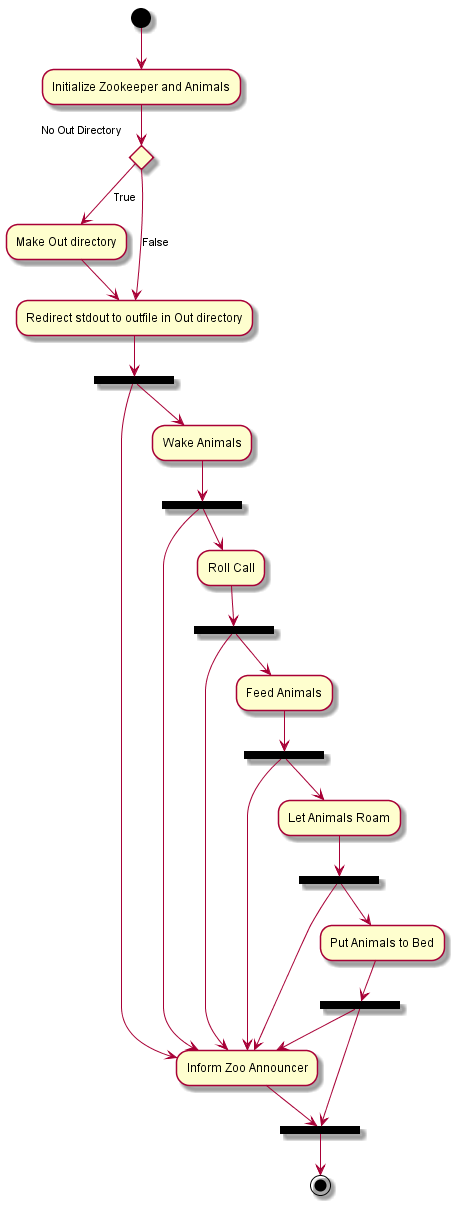 Initialize Zookeeper and Animals
No Out Directory
True
Make Out directory
False
Redirect stdout to outfile in Out directory
Wake Animals
Roll Call
Feed Animals
Let Animals Roam
Put Animals to Bed
Inform Zoo Announcer